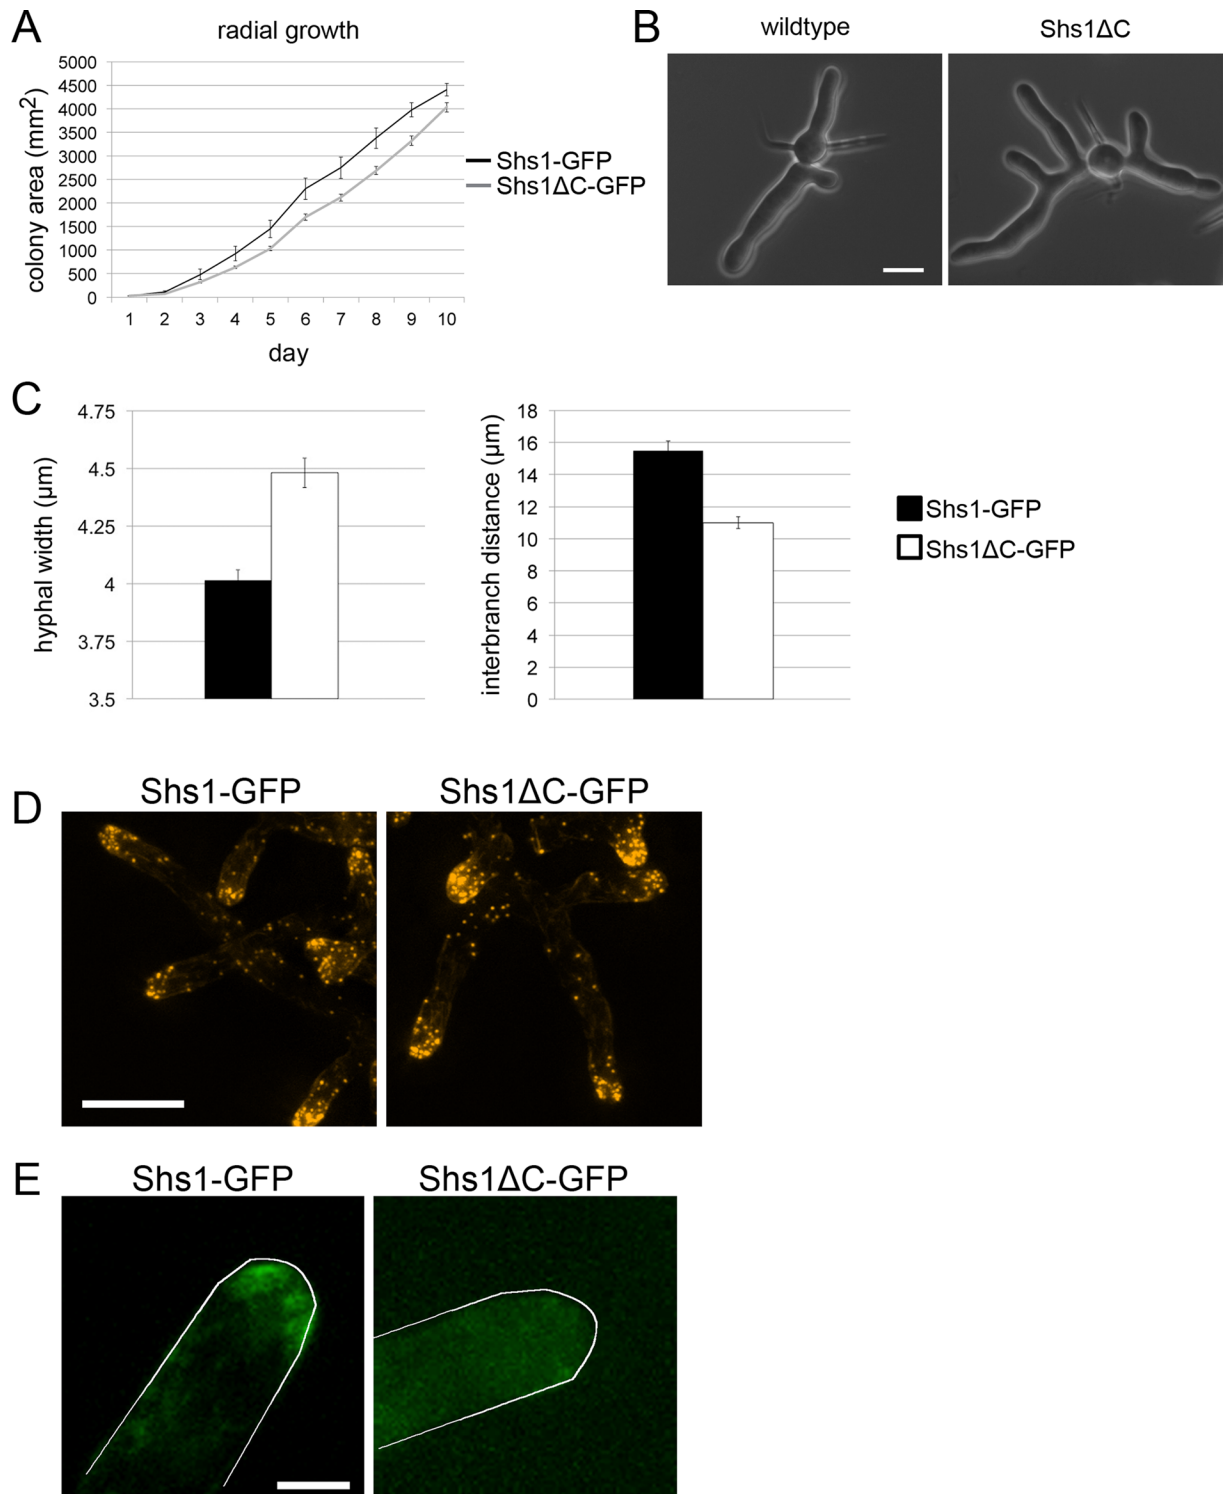 A
radial growth
colony area (mm2)
5000
4500
4000
3500
3000
2500
2000
1500
1000
500
0
1 2 3 4 5 6 7 8 9 10
day
Shs1-GFP
Shs1ΔC-GFP
B
wildtype Shs1ΔC
C
hyphal width (μm)
4.75
4.5
4.25
4
3.75
3.5
interbranch distance (μm)
18
16
14
12
10
8
6
4
2
0
Shs1-GFP
Shs1ΔC-GFP
D
Shs1-GFP Shs1ΔC-GFP
E
Shs1-GFP Shs1ΔC-GFP